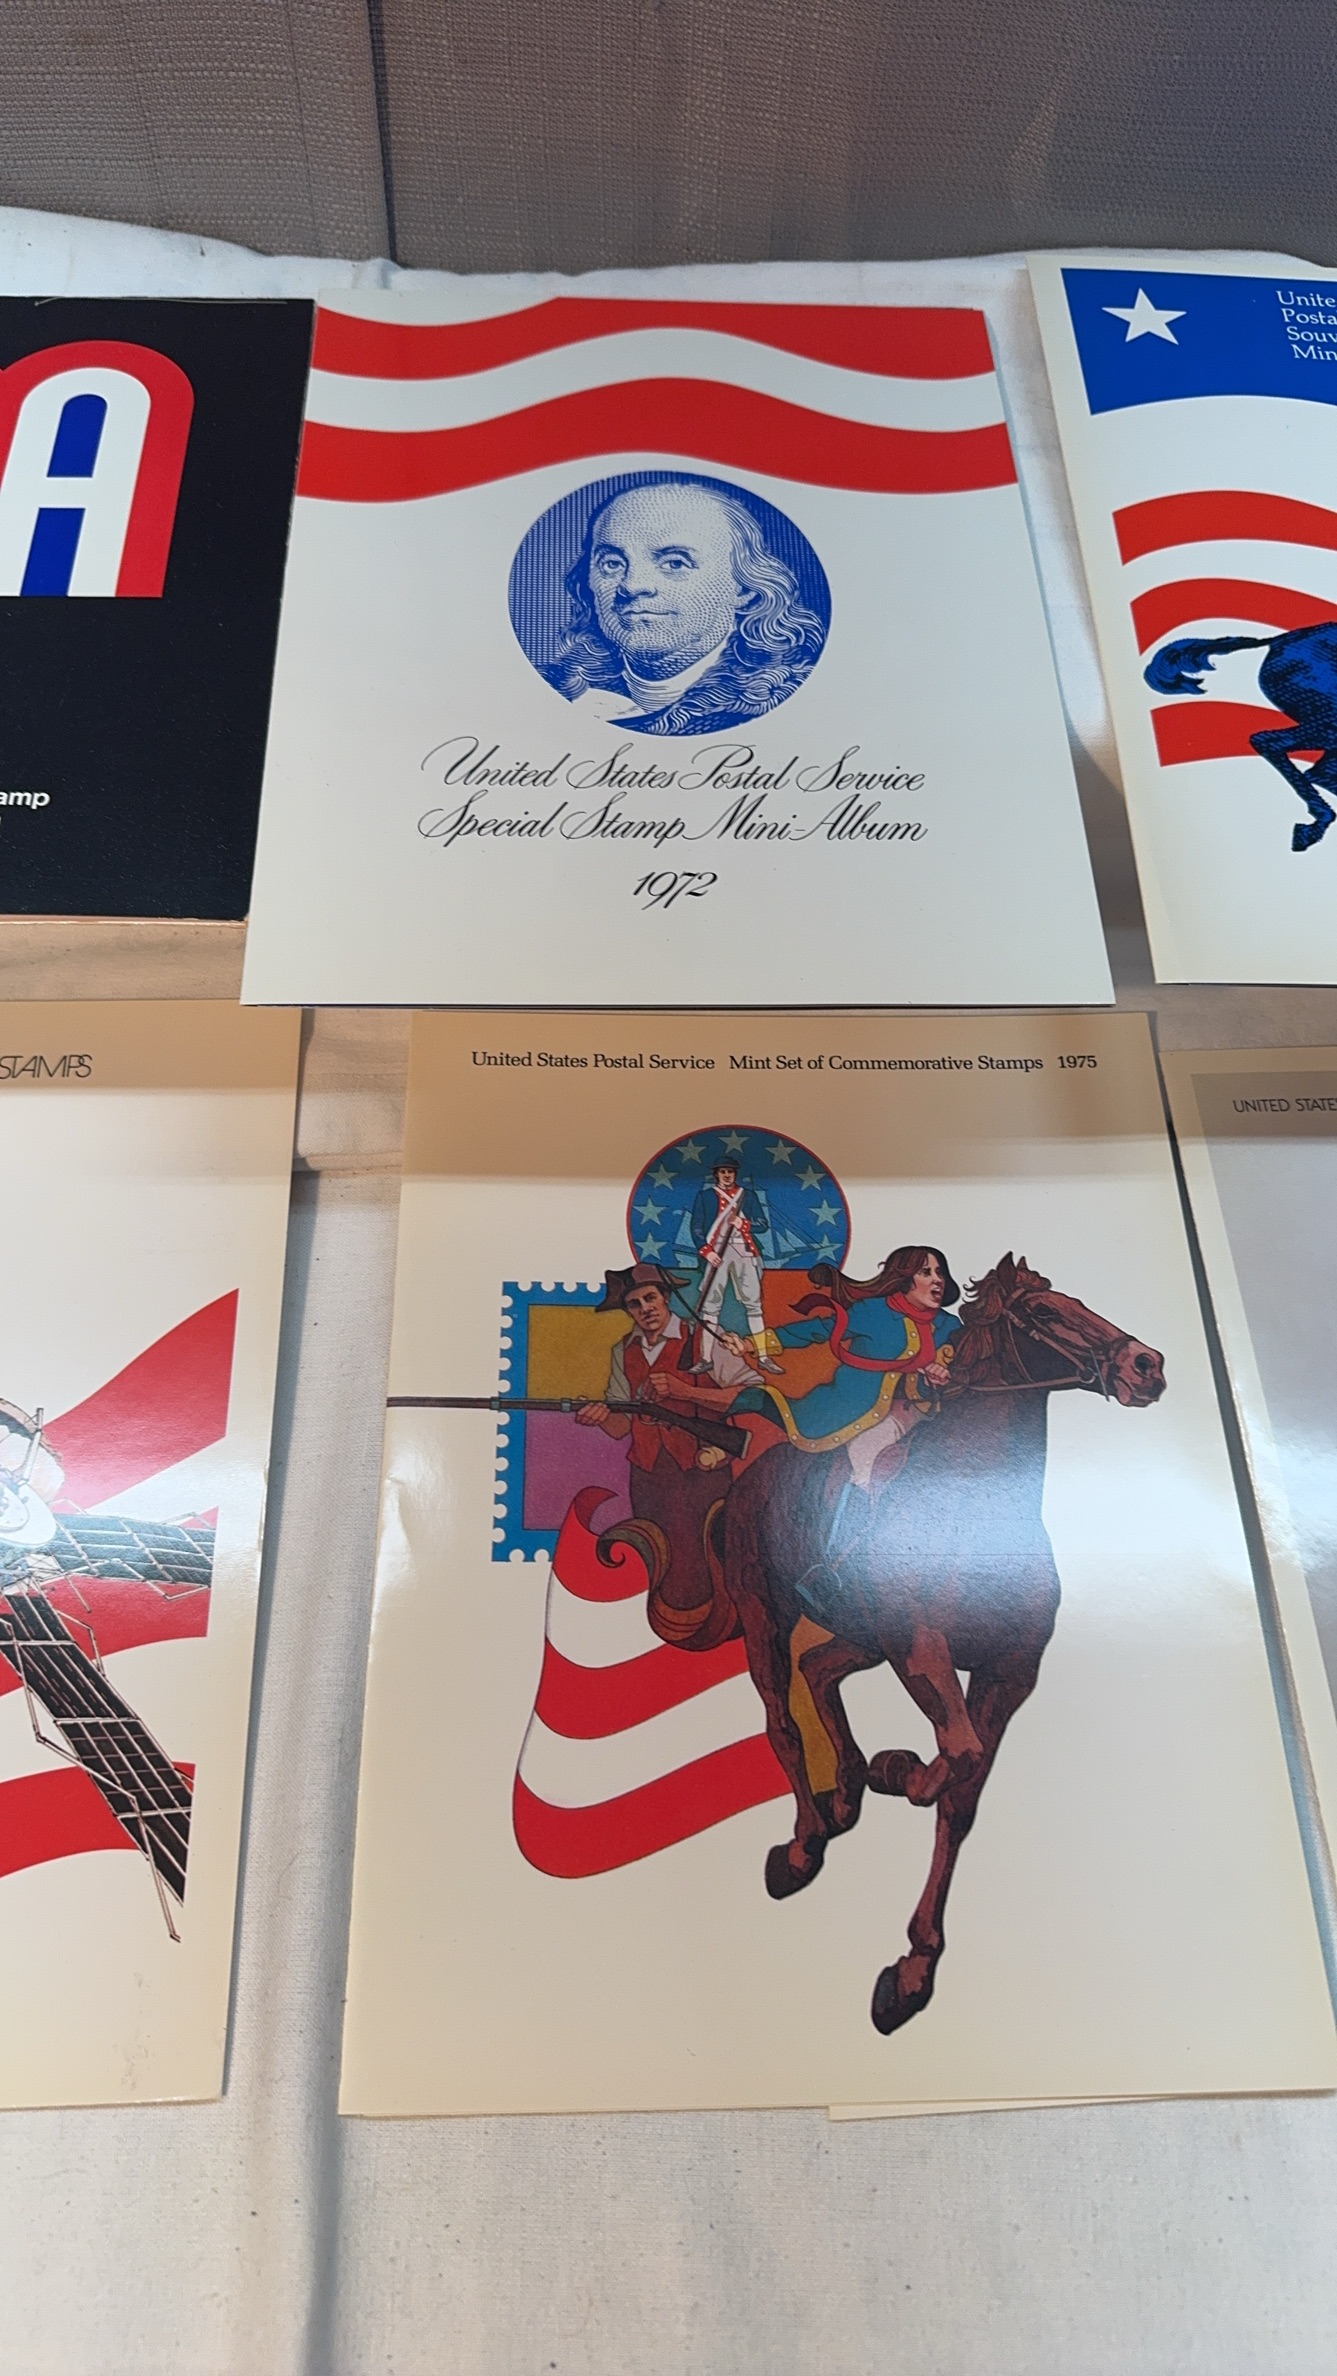 A
amp
United States Postal Service
Special Stamp Mini-Album
1972
Unite
Posta
Souv
Min
STAMPS
United States Postal Service Mint Set of Commemorative Stamps 1975
UNITED STATE